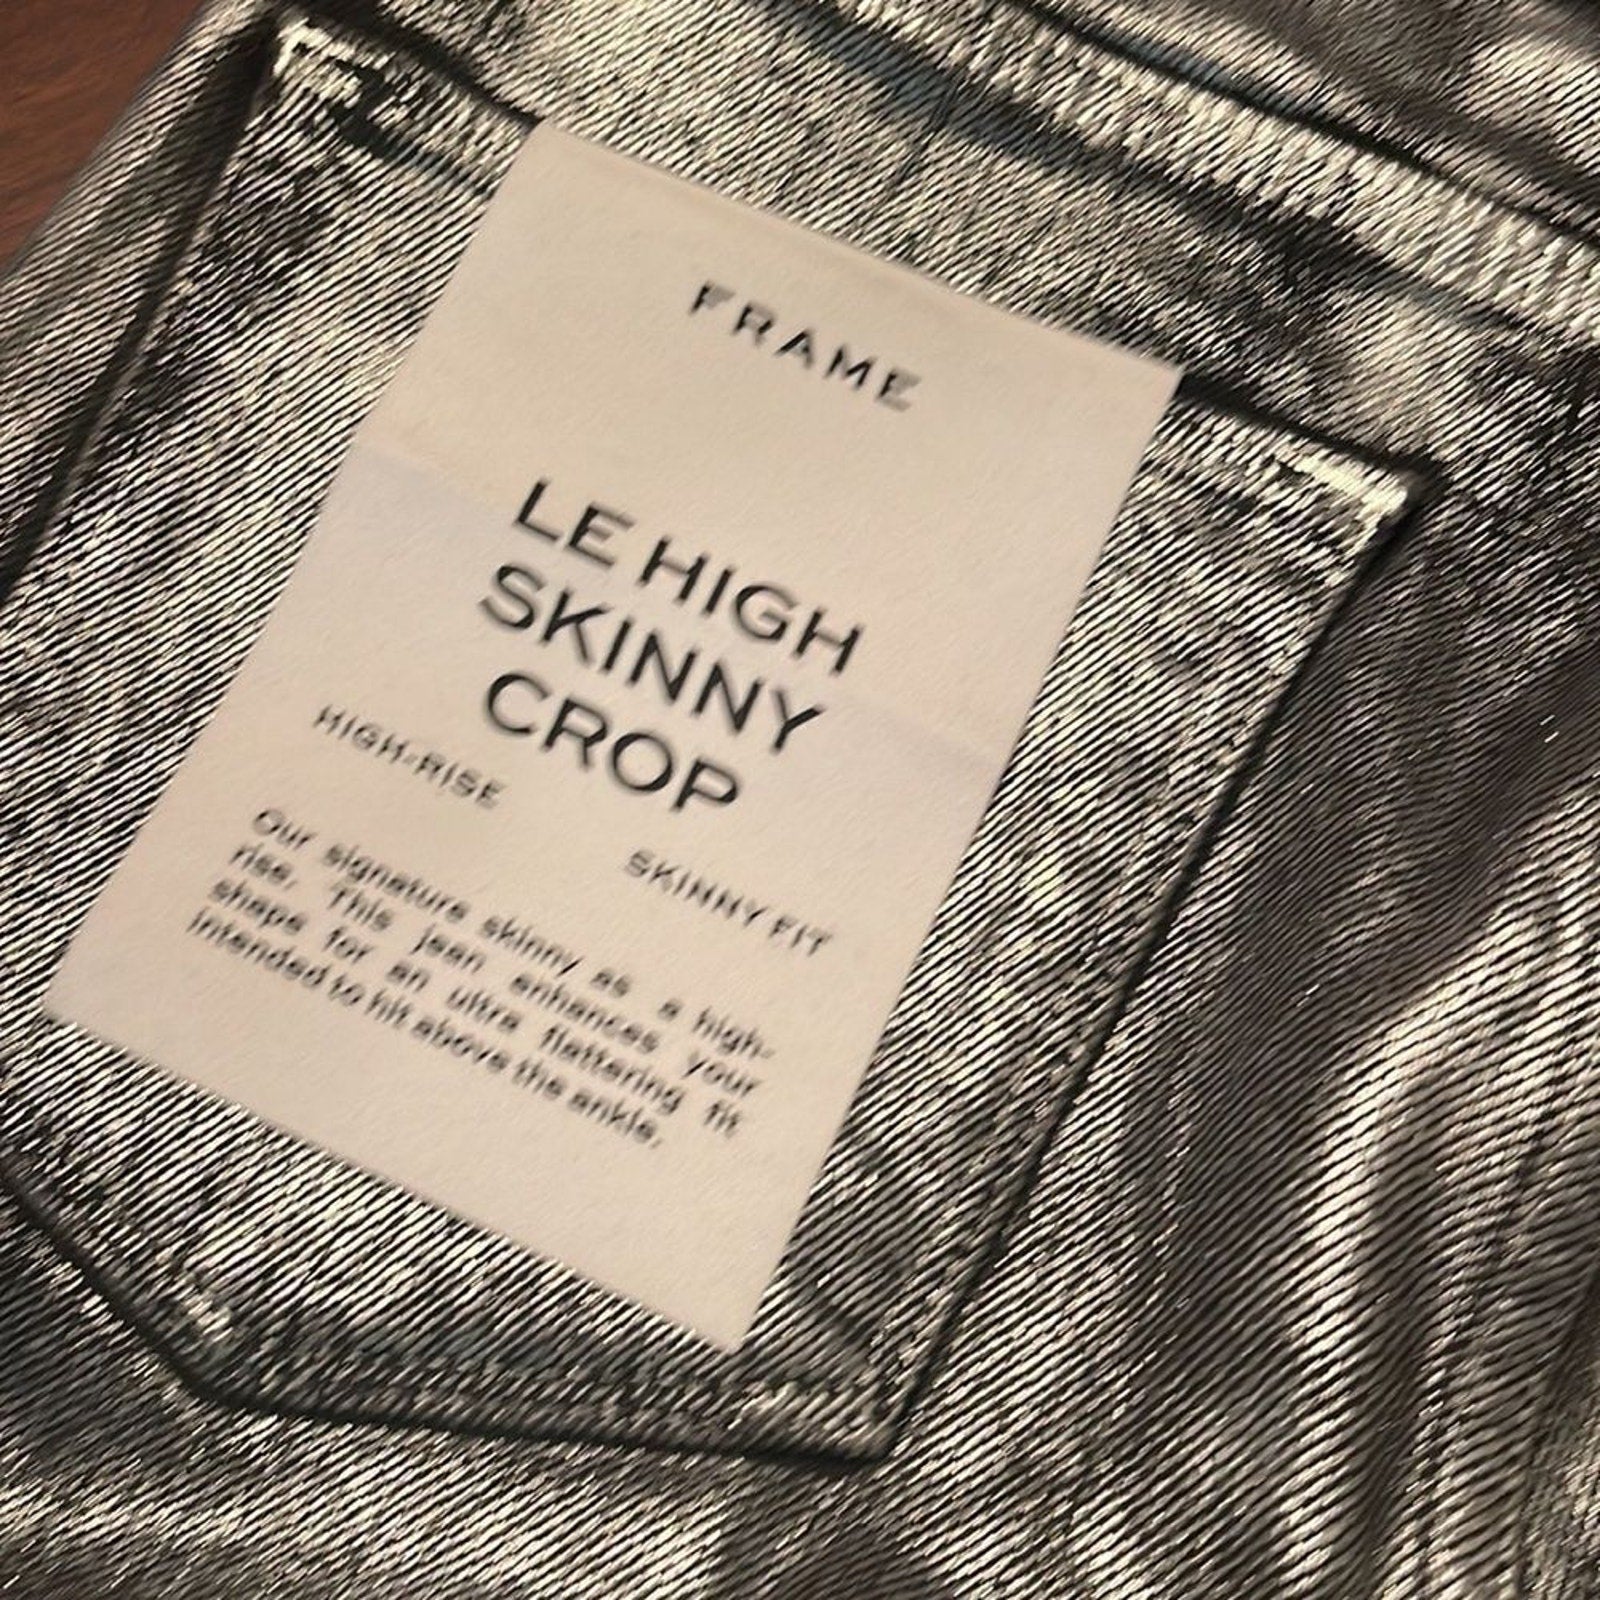 FRAME
LE HIGH
SKINNY
CROP
HIGH-RISE
SKINNY FIT
Our signature skinny as a high-
rise. This jean enhances your
shape for an ultra flattering fit
intended to hit above the ankle.